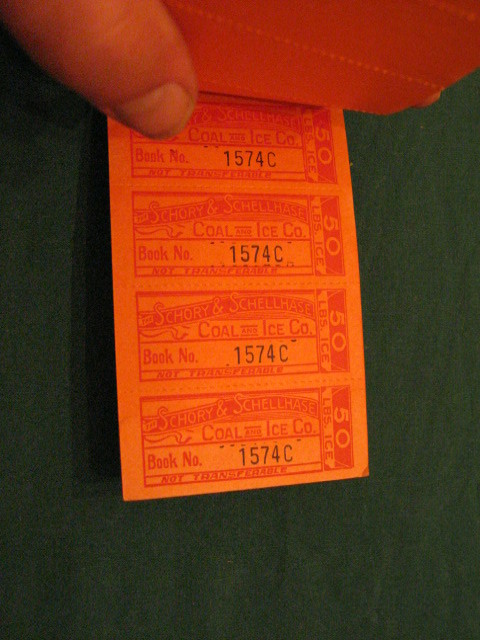 & SCHELLHASE
COAL AND ICE CO.
Book No. 1574C
NOT TRANSFERABLE
50
LBS. ICE
THE SCHORY & SCHELLHASE
COAL AND ICE CO.
Book No. 1574C
NOT TRANSFERABLE
50
LBS. ICE
THE SCHORY & SCHELLHASE
COAL AND ICE CO.
Book No. 1574C
NOT TRANSFERABLE
50
LBS. ICE
THE SCHORY & SCHELLHASE
COAL AND ICE CO.
Book No. 1574C
NOT TRANSFERABLE
50
LBS. ICE